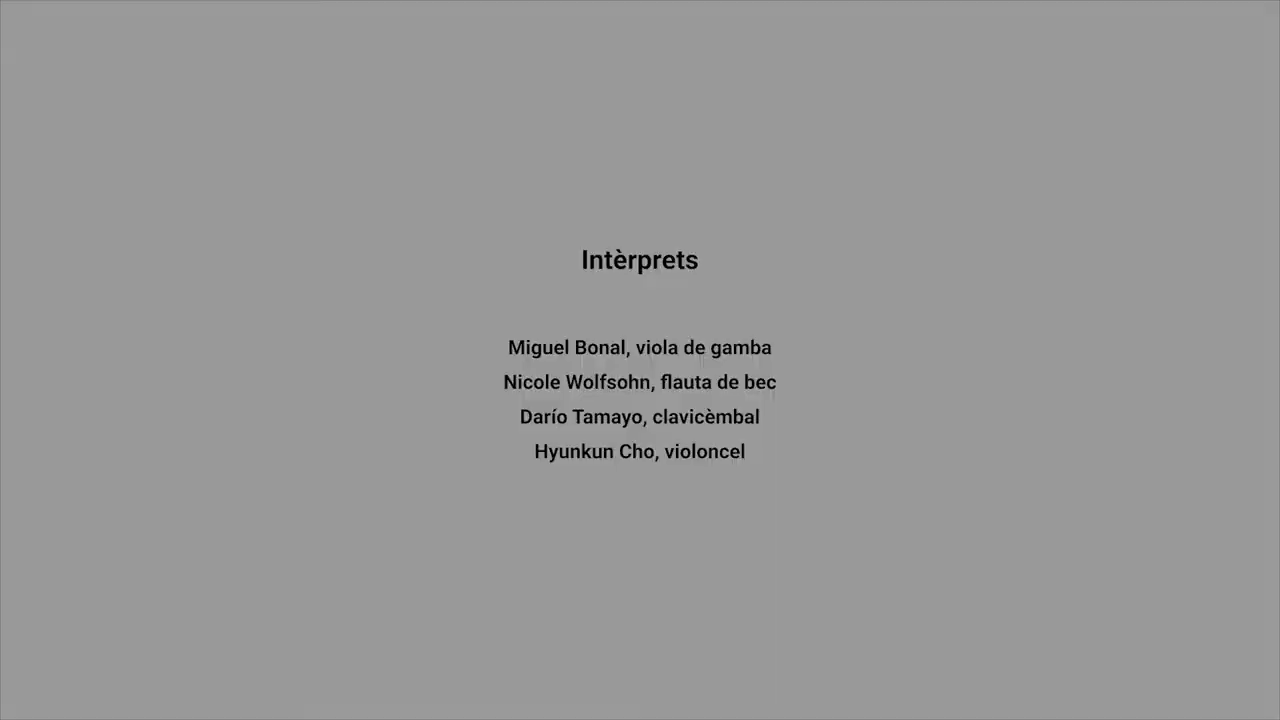 Intèrprets
Miguel Bonal, viola de gamba
Nicole Wolfsohn, flauta de bec
Darío Tamayo, clavicèmbal
Hyunkun Cho, violoncel